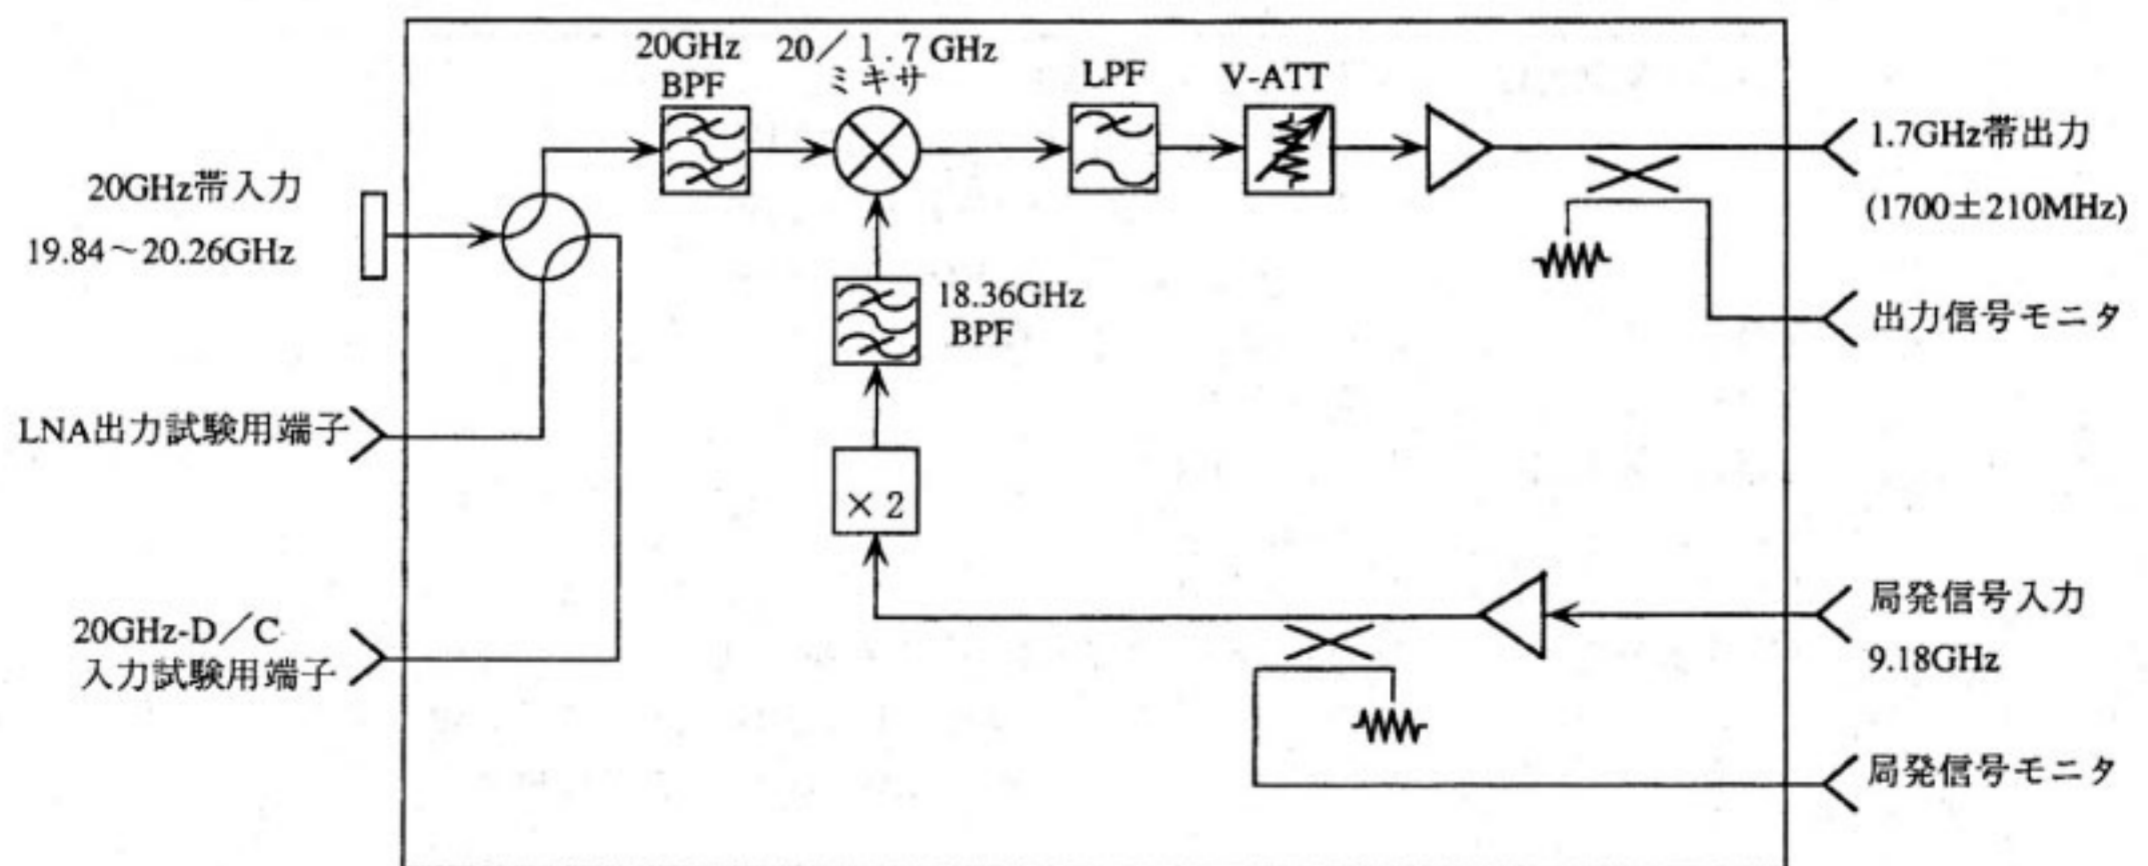 20GHz
BPF
20／1.7 GHz
ミキサ
LPF
V-ATT
20GHz帯入力
19.84～20.26GHz
1.7GHz帯出力
(1700±210MHz)
18.36GHz
BPF
出力信号モニタ
LNA出力試験用端子
×2
20GHz-D／C
入力試験用端子
局発信号入力
9.18GHz
局発信号モニタ